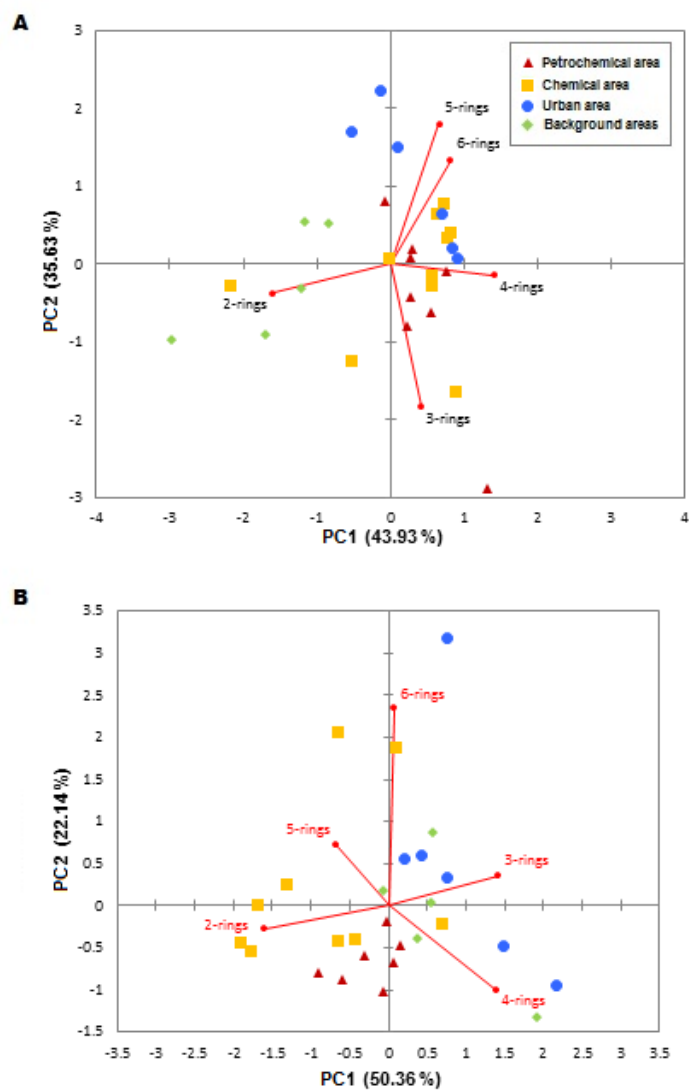 A
3
2
1
0
-1
-2
-3
-4
-3
-2
-1
0
1
2
3
4
PC2 (35.63 %)
PC1 (43.93 %)
Petrochemical area
Chemical area
Urban area
Background areas
5-rings
6-rings
4-rings
2-rings
3-rings
B
3.5
3
2.5
2
1.5
1
0.5
0
-0.5
-1
-1.5
-3.5
-3
-2.5
-2
-1.5
-1
-0.5
0
0.5
1
1.5
2
2.5
3
3.5
PC2 (22.14 %)
PC1 (50.36 %)
6-rings
5-rings
3-rings
2-rings
4-rings